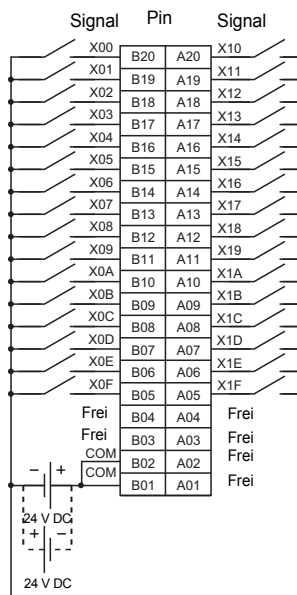 Signal Pin Signal
X00 B20 A20 X10
X01 B19 A19 X11
X02 B18 A18 X12
X03 B17 A17 X13
X04 B16 A16 X14
X05 B15 A15 X15
X06 B14 A14 X16
X07 B13 A13 X17
X08 B12 A12 X18
X09 B11 A11 X19
X0A B10 A10 X1A
X0B B09 A09 X1B
X0C B08 A08 X1C
X0D B07 A07 X1D
X0E B06 A06 X1E
X0F B05 A05 X1F
Frei B04 A04 Frei
Frei B03 A03 Frei
COM B02 A02 Frei
COM B01 A01 Frei
− +
24 V DC
+ −
24 V DC